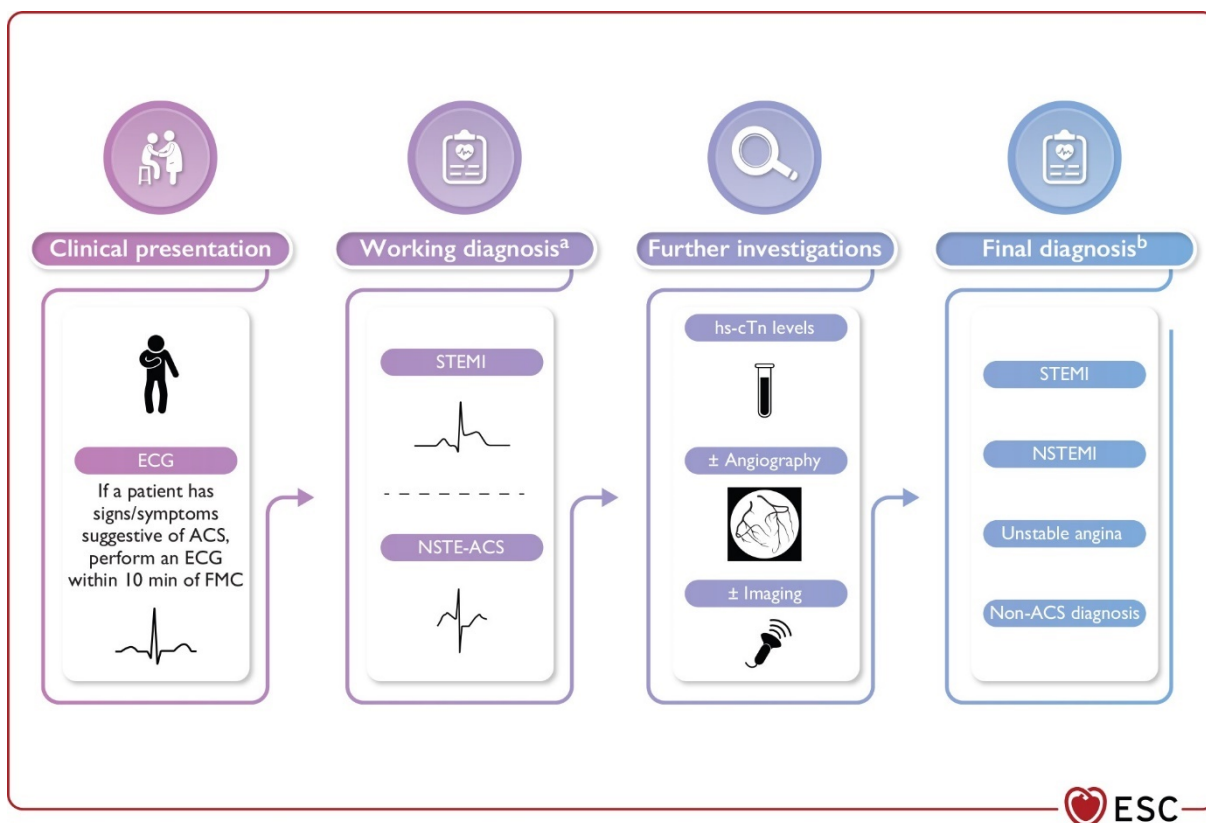 Clinical presentation
ECG
If a patient has
signs/symptoms
suggestive of ACS,
perform an ECG
within 10 min of FMC
Working diagnosisᵃ
STEMI
NSTE-ACS
Further investigations
hs-cTn levels
± Angiography
± Imaging
Final diagnosisᵇ
STEMI
NSTEMI
Unstable angina
Non-ACS diagnosis
ESC